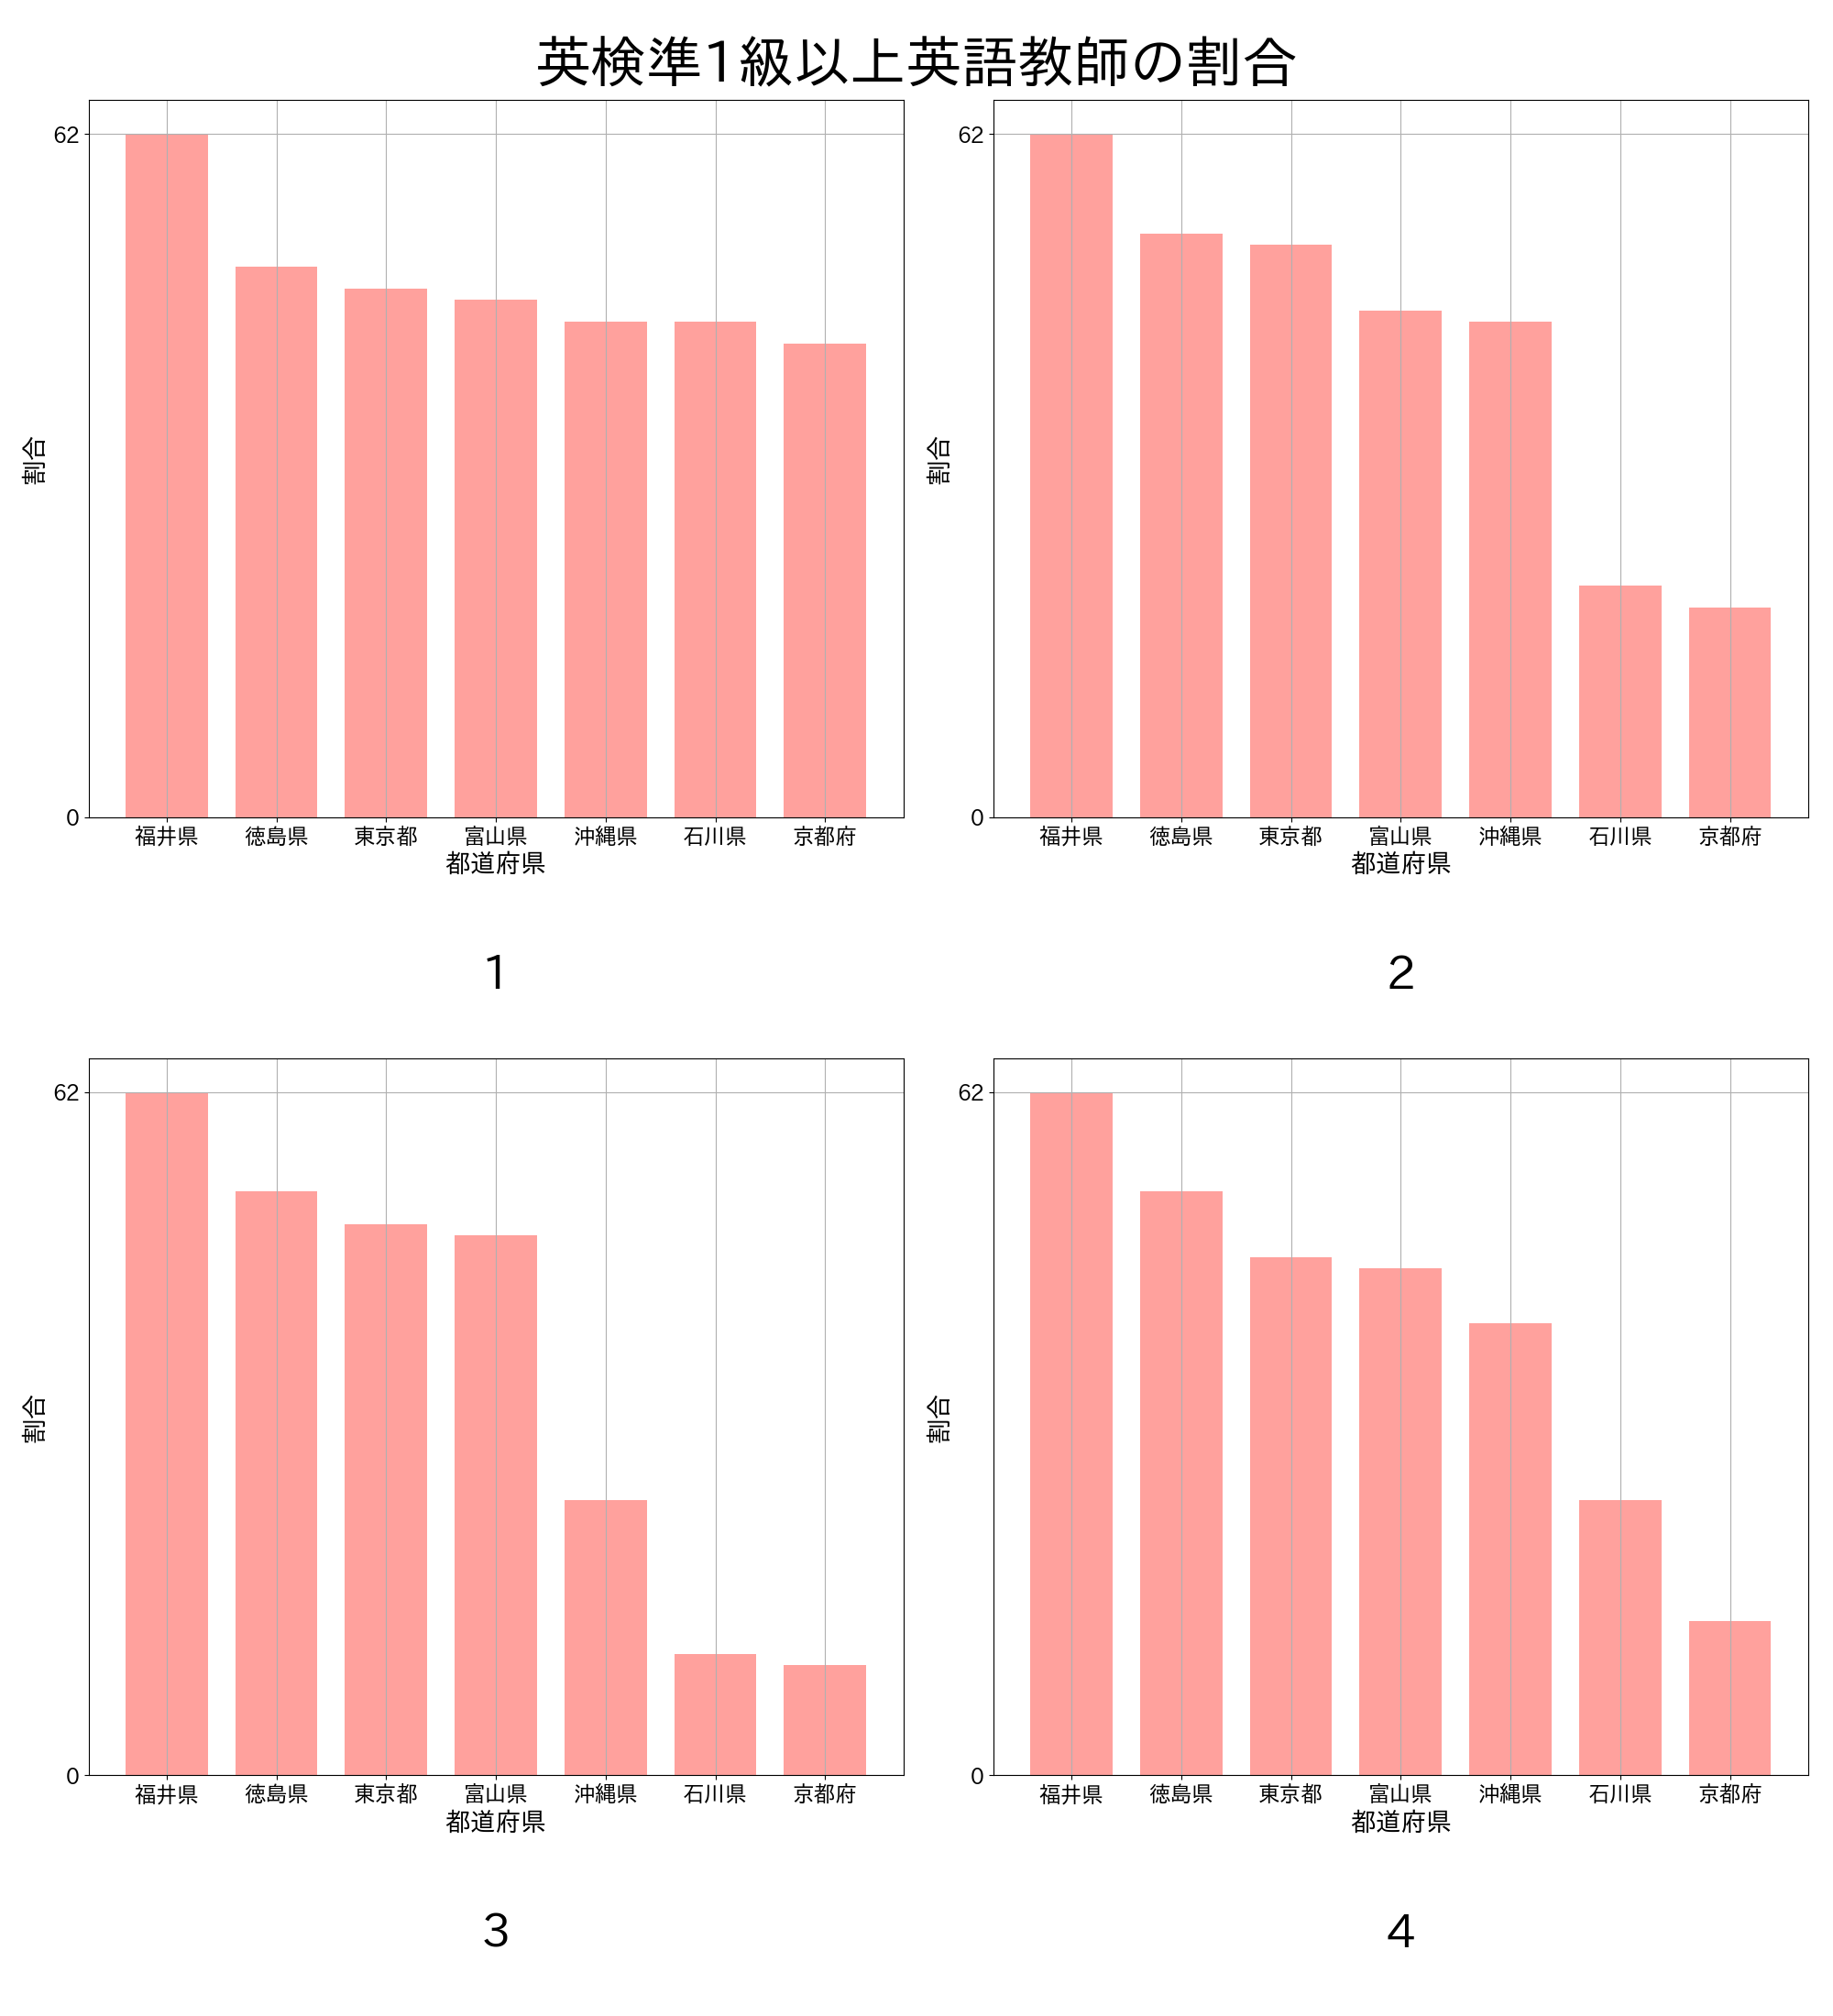 英検準1級以上英語教師の割合
62
0
割合
福井県 徳島県 東京都 富山県 沖縄県 石川県 京都府
都道府県
1
62
0
割合
福井県 徳島県 東京都 富山県 沖縄県 石川県 京都府
都道府県
2
62
0
割合
福井県 徳島県 東京都 富山県 沖縄県 石川県 京都府
都道府県
3
62
0
割合
福井県 徳島県 東京都 富山県 沖縄県 石川県 京都府
都道府県
4